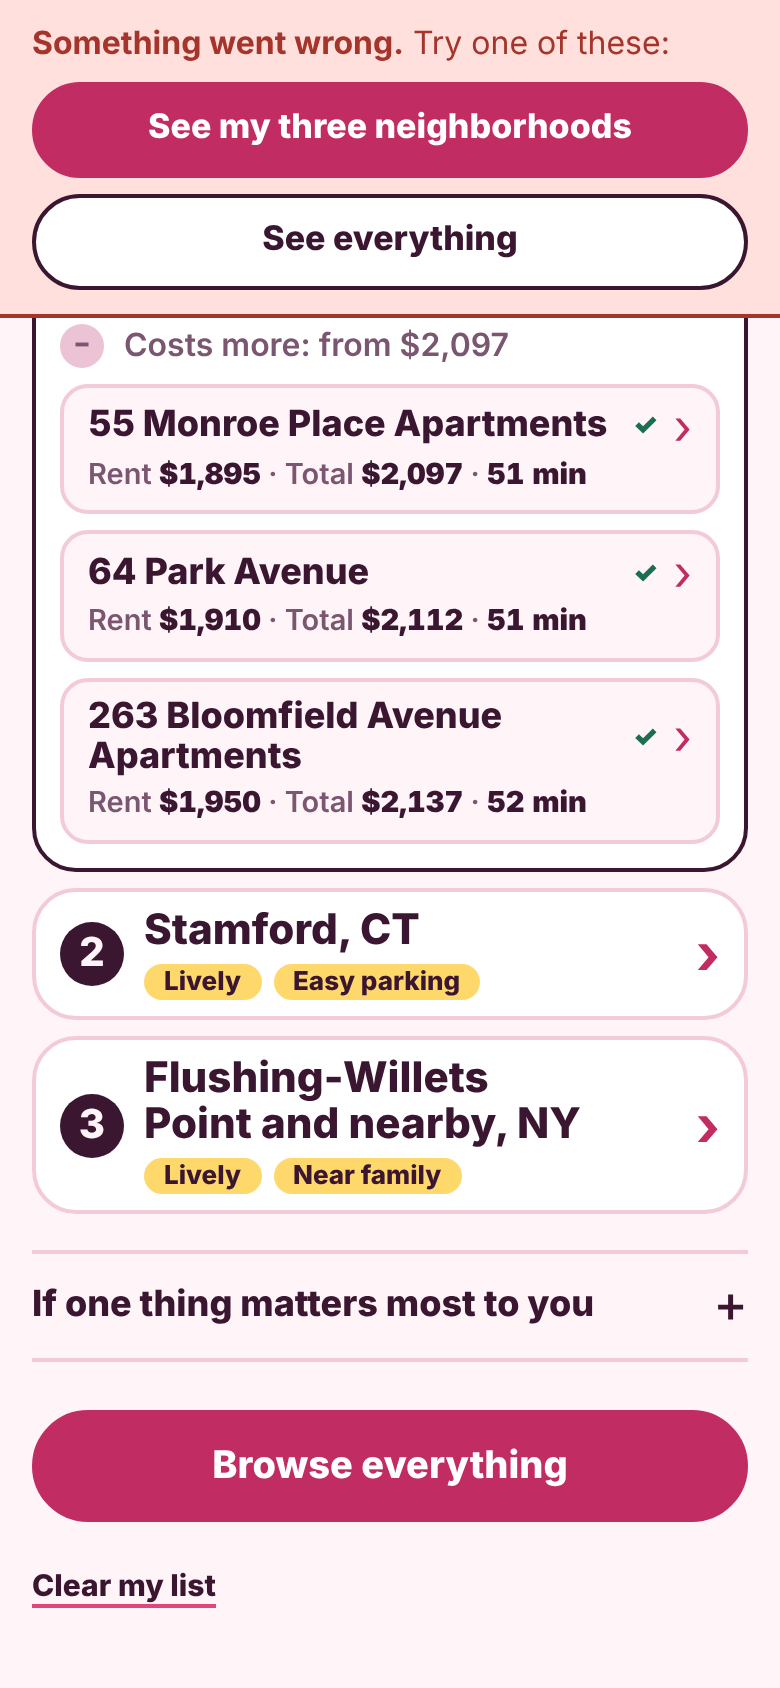 Something went wrong. Try one of these:
See my three neighborhoods
See everything
- Costs more: from $2,097
55 Monroe Place Apartments
Rent $1,895 · Total $2,097 · 51 min
64 Park Avenue
Rent $1,910 · Total $2,112 · 51 min
263 Bloomfield Avenue
Apartments
Rent $1,950 · Total $2,137 · 52 min
2
Stamford, CT
Lively Easy parking
3
Flushing-Willets
Point and nearby, NY
Lively Near family
If one thing matters most to you +
Browse everything
Clear my list